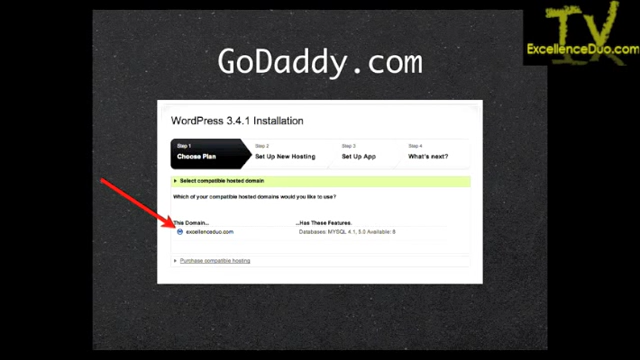 IX
ExcellenceDuo.com
GoDaddy.com
WordPress 3.4.1 Installation
Step 1
Choose Plan
Step 2
Set Up New Hosting
Step 3
Set Up App
Step 4
What's next?
Select compatible hosted domain
Which of your compatible hosted domains would you like to use?
This Domain...
...Has These Features.
excellenceduo.com
Databases: MYSQL 4.1, 5.0 Available: 8
Purchase compatible hosting